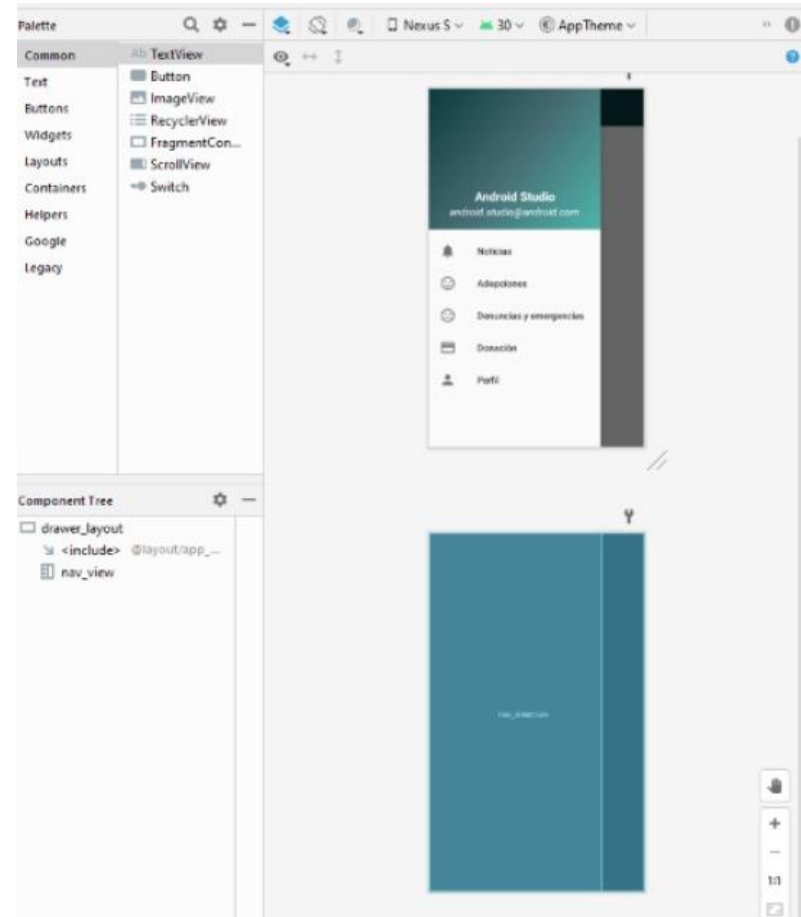 Palette
Nexus S
30
AppTheme
Common
Text
Buttons
Widgets
Layouts
Containers
Helpers
Google
Legacy
Ab TextView
Button
ImageView
RecyclerView
FragmentCon...
ScrollView
Switch
Android Studio
android.studio@android.com
Noticias
Adopciones
Denuncias y emergencias
Donación
Perfil
Component Tree
drawer_layout
<include> @layout/app_...
nav_view
1:1